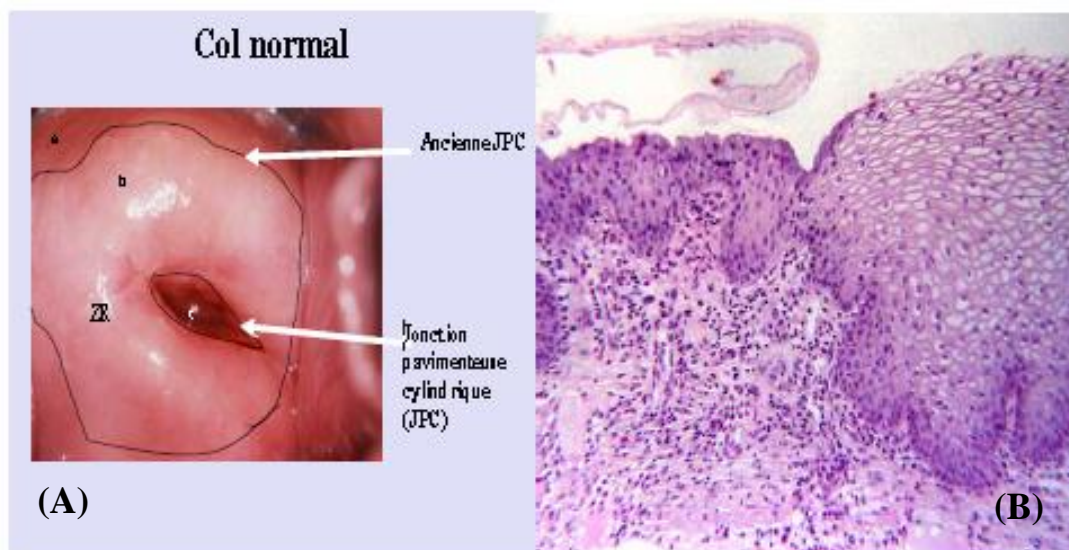 Col normal
a
Ancienne JPC
b
ZR
c
Jonction
pavimenteuse
cylindrique
(JPC)
(A)
(B)